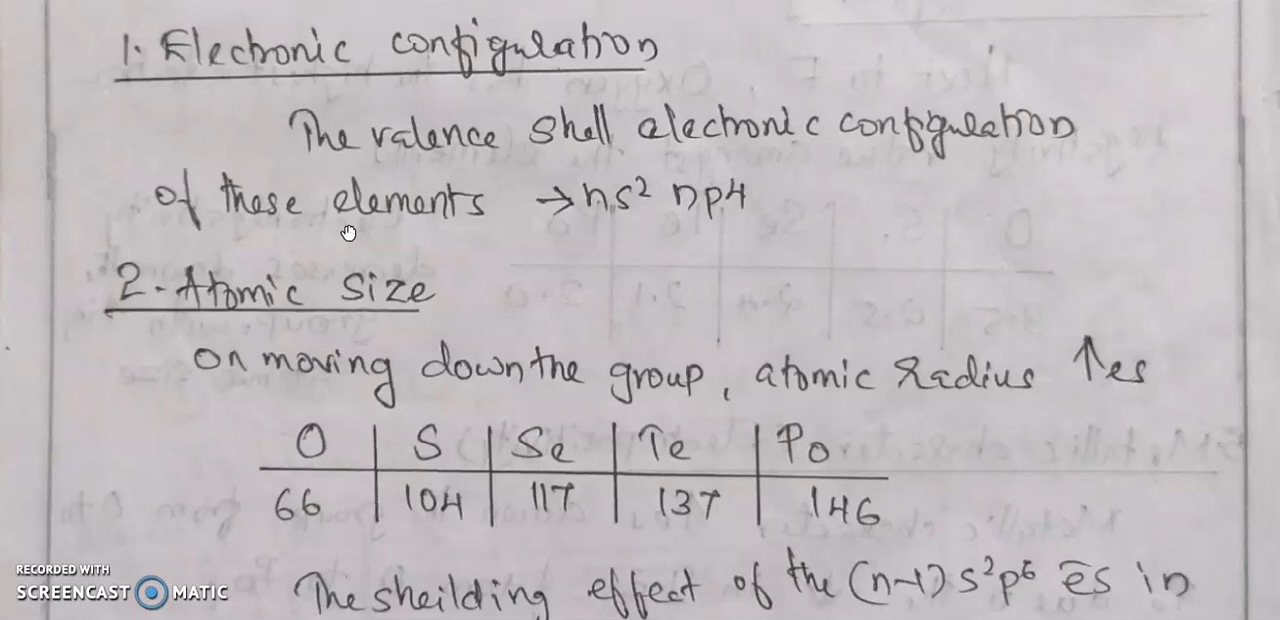 1. Electronic configuration
The valence shell electronic configuration
of these elements → ns² np4
2. Atomic size
on moving down the group, atomic radius ↑es
O | S | Se | Te | Po
66 | 104 | 117 | 137 | 146
The sheilding effect of the (n-1) s²p⁶ ēs in
RECORDED WITH
SCREENCAST MATIC